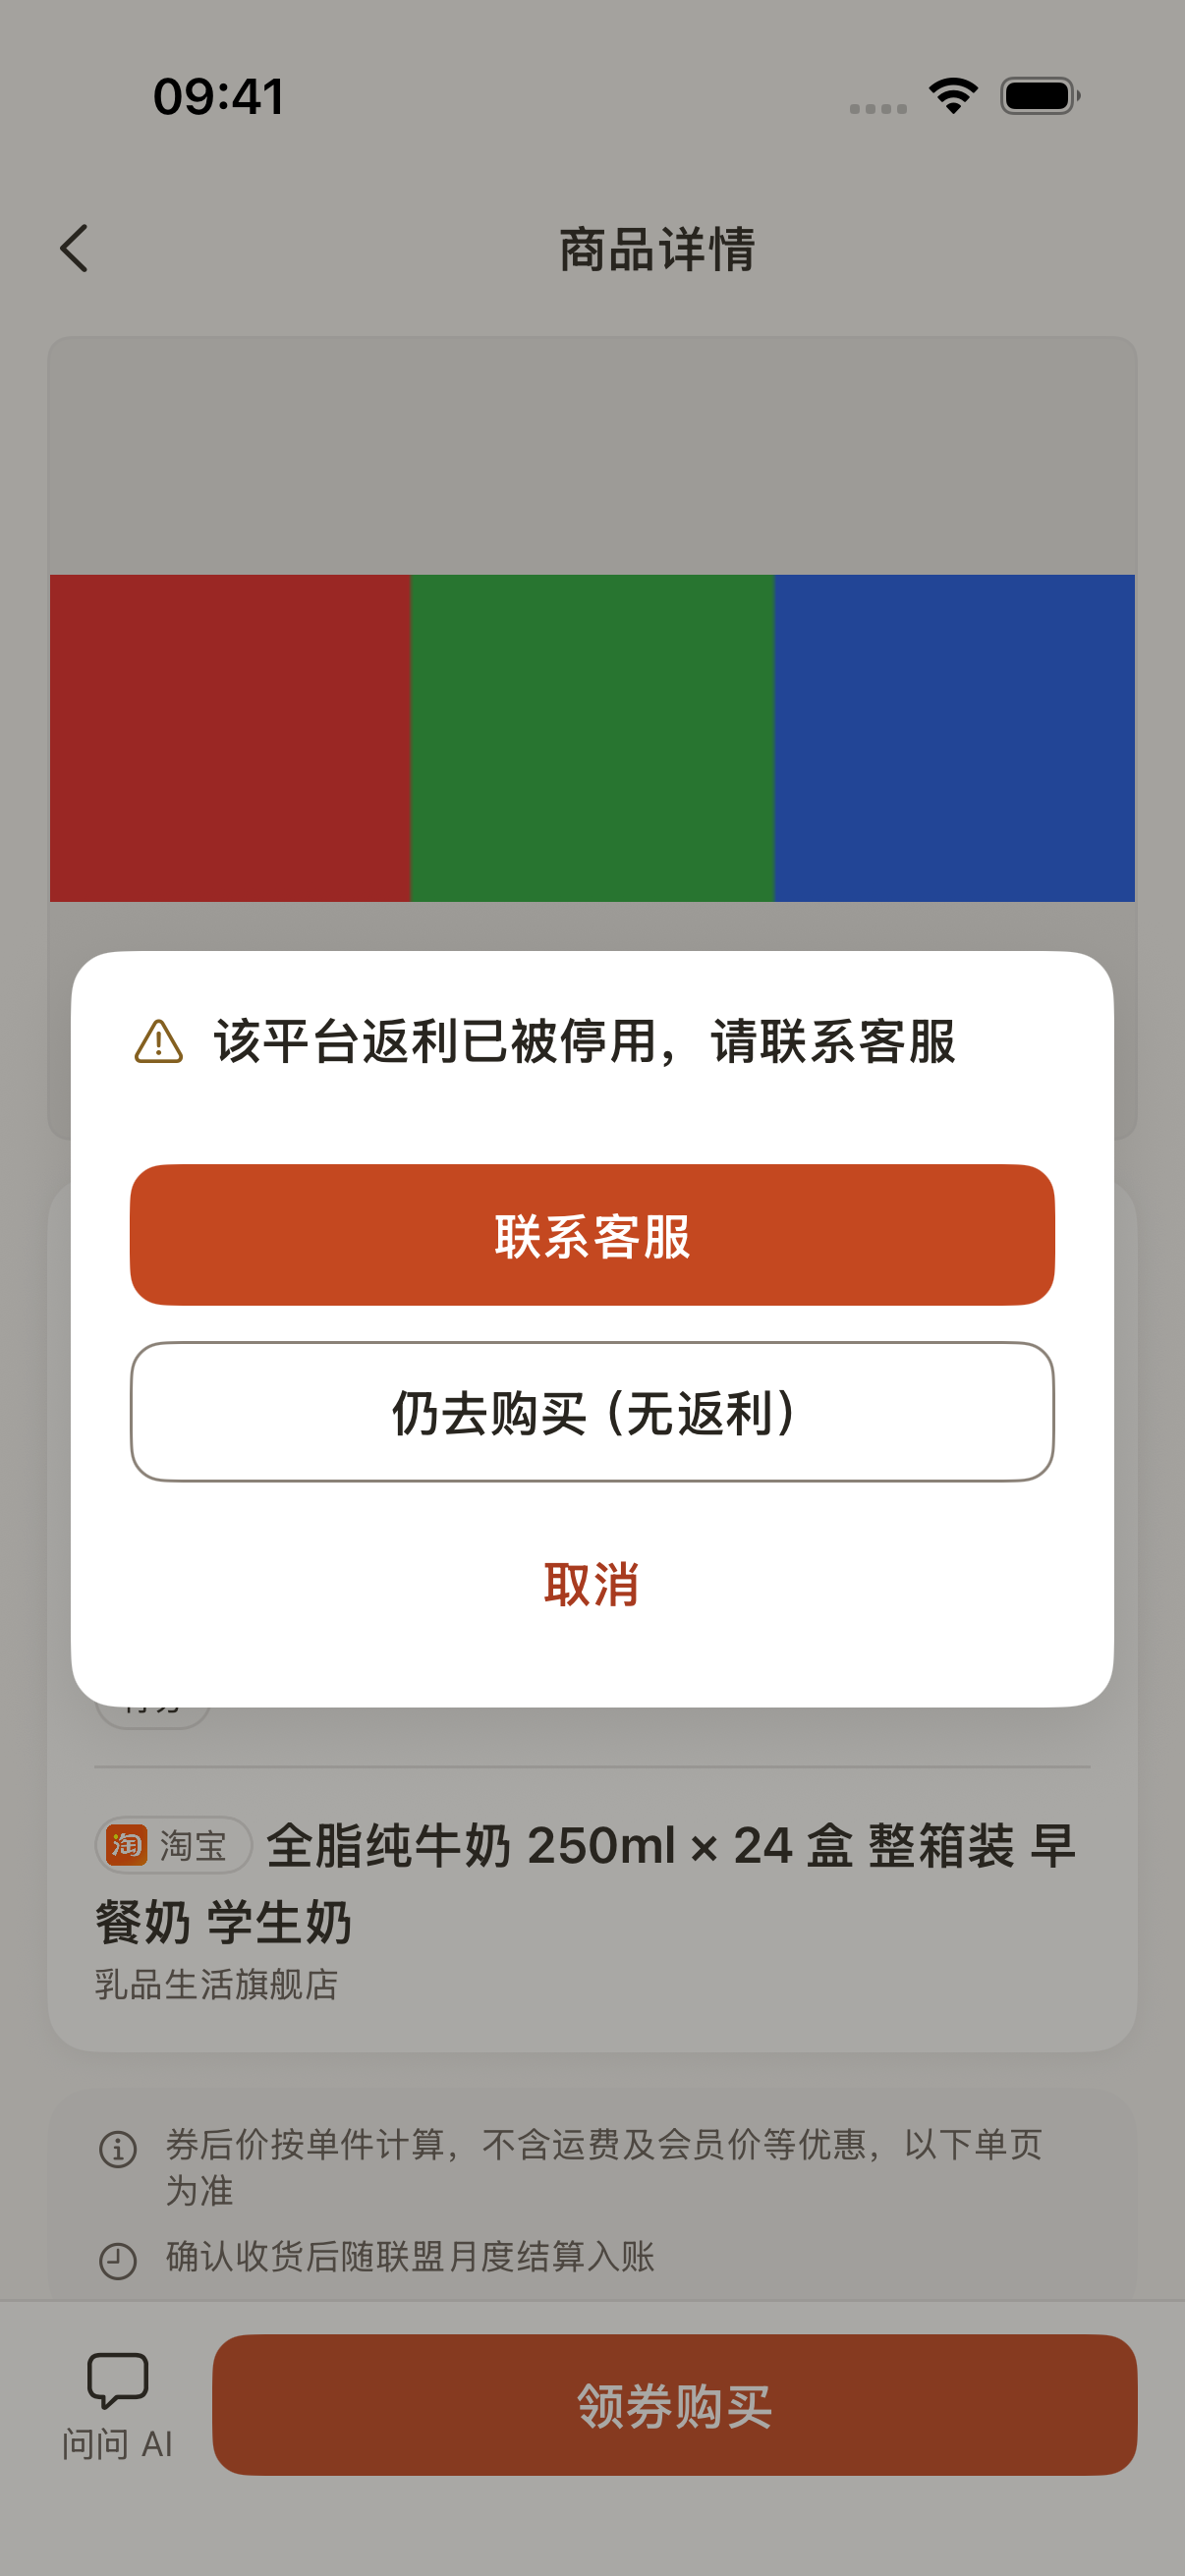 09:41
商品详情
该平台返利已被停用，请联系客服
联系客服
仍去购买（无返利）
取消
淘 淘宝 全脂纯牛奶 250ml × 24 盒 整箱装 早
餐奶 学生奶
乳品生活旗舰店
券后价按单件计算，不含运费及会员价等优惠，以下单页
为准
确认收货后随联盟月度结算入账
问问 AI
领券购买